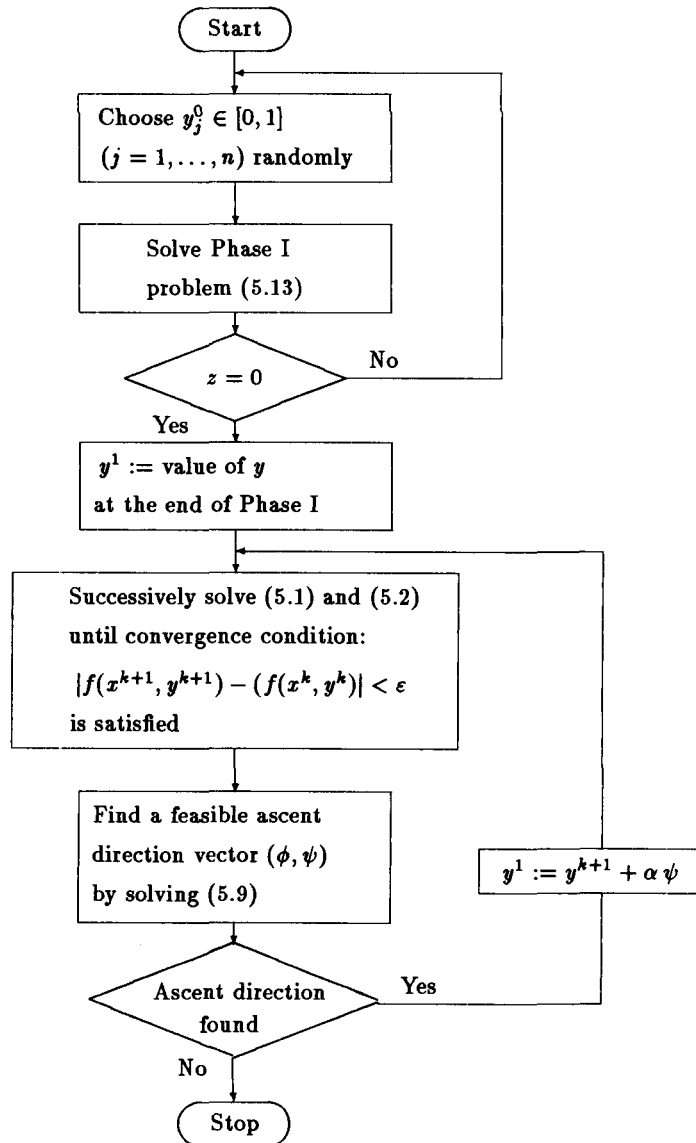 Start
Choose y_j^0 ∈ [0, 1]
(j = 1, ..., n) randomly
Solve Phase I
problem (5.13)
z = 0
No
Yes
y^1 := value of y
at the end of Phase I
Successively solve (5.1) and (5.2)
until convergence condition:
|f(x^{k+1}, y^{k+1}) − (f(x^k, y^k)| < ε
is satisfied
Find a feasible ascent
direction vector (ϕ, ψ)
by solving (5.9)
y^1 := y^{k+1} + α ψ
Ascent direction
found
Yes
No
Stop